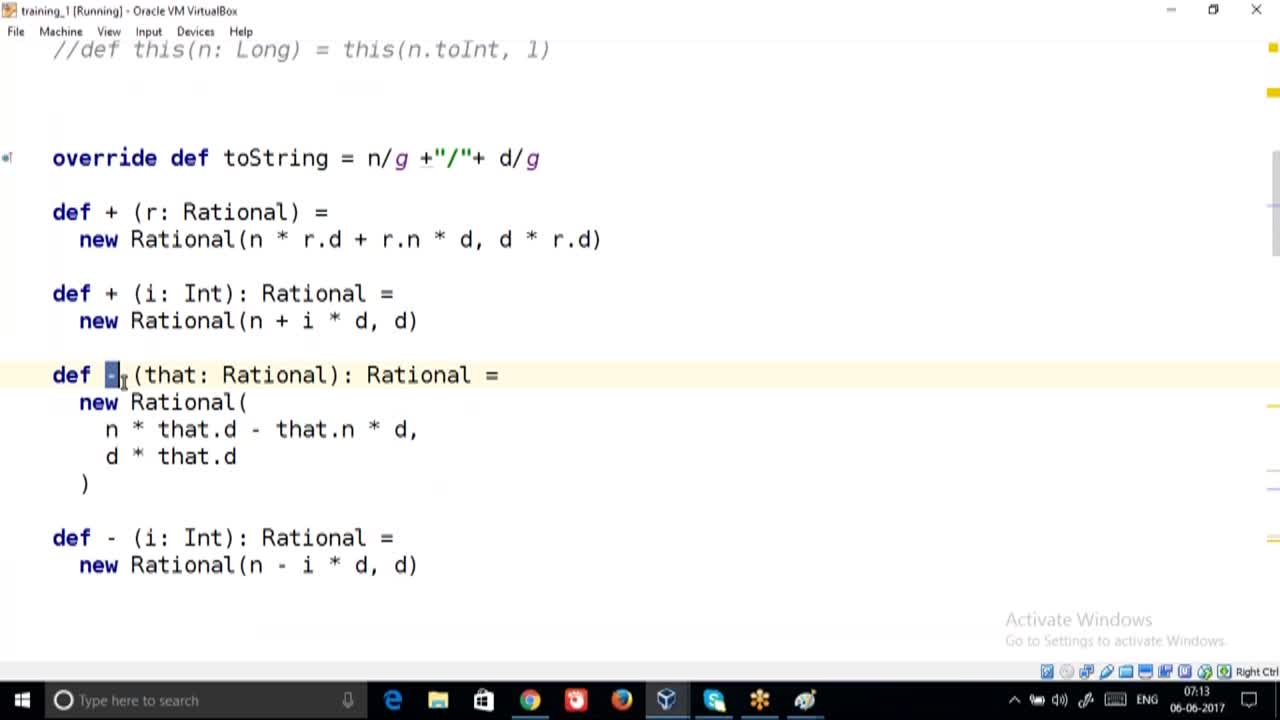 training_1 [Running] - Oracle VM VirtualBox
File Machine View Input Devices Help
//def this(n: Long) = this(n.toInt, 1)
override def toString = n/g +"/"+ d/g
def + (r: Rational) =
new Rational(n * r.d + r.n * d, d * r.d)
def + (i: Int): Rational =
new Rational(n + i * d, d)
def - (that: Rational): Rational =
new Rational(
n * that.d - that.n * d,
d * that.d
)
def - (i: Int): Rational =
new Rational(n - i * d, d)
Activate Windows
Go to Settings to activate Windows.
Right Ctrl
Type here to search
ENG
07:13
06-06-2017